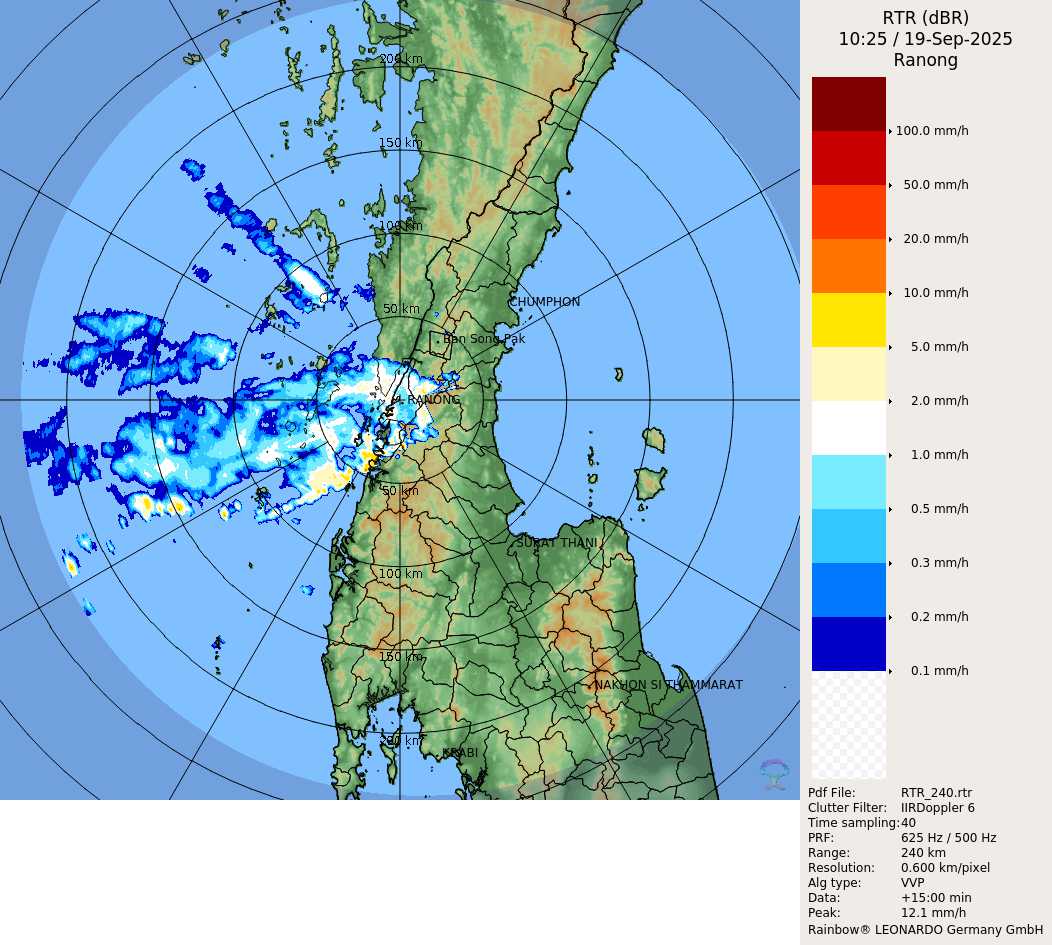 RTR (dBR)
10:25 / 19-Sep-2025
Ranong
100.0 mm/h
50.0 mm/h
20.0 mm/h
10.0 mm/h
5.0 mm/h
2.0 mm/h
1.0 mm/h
0.5 mm/h
0.3 mm/h
0.2 mm/h
0.1 mm/h
200 km
150 km
100 km
50 km
CHUMPHON
Ban Song Pak
RANONG
50 km
SURAT THANI
100 km
150 km
NAKHON SI THAMMARAT
200 km
KRABI
Pdf File: RTR_240.rtr
Clutter Filter: IIRDoppler 6
Time sampling: 40
PRF: 625 Hz / 500 Hz
Range: 240 km
Resolution: 0.600 km/pixel
Alg type: VVP
Data: +15:00 min
Peak: 12.1 mm/h
Rainbow® LEONARDO Germany GmbH